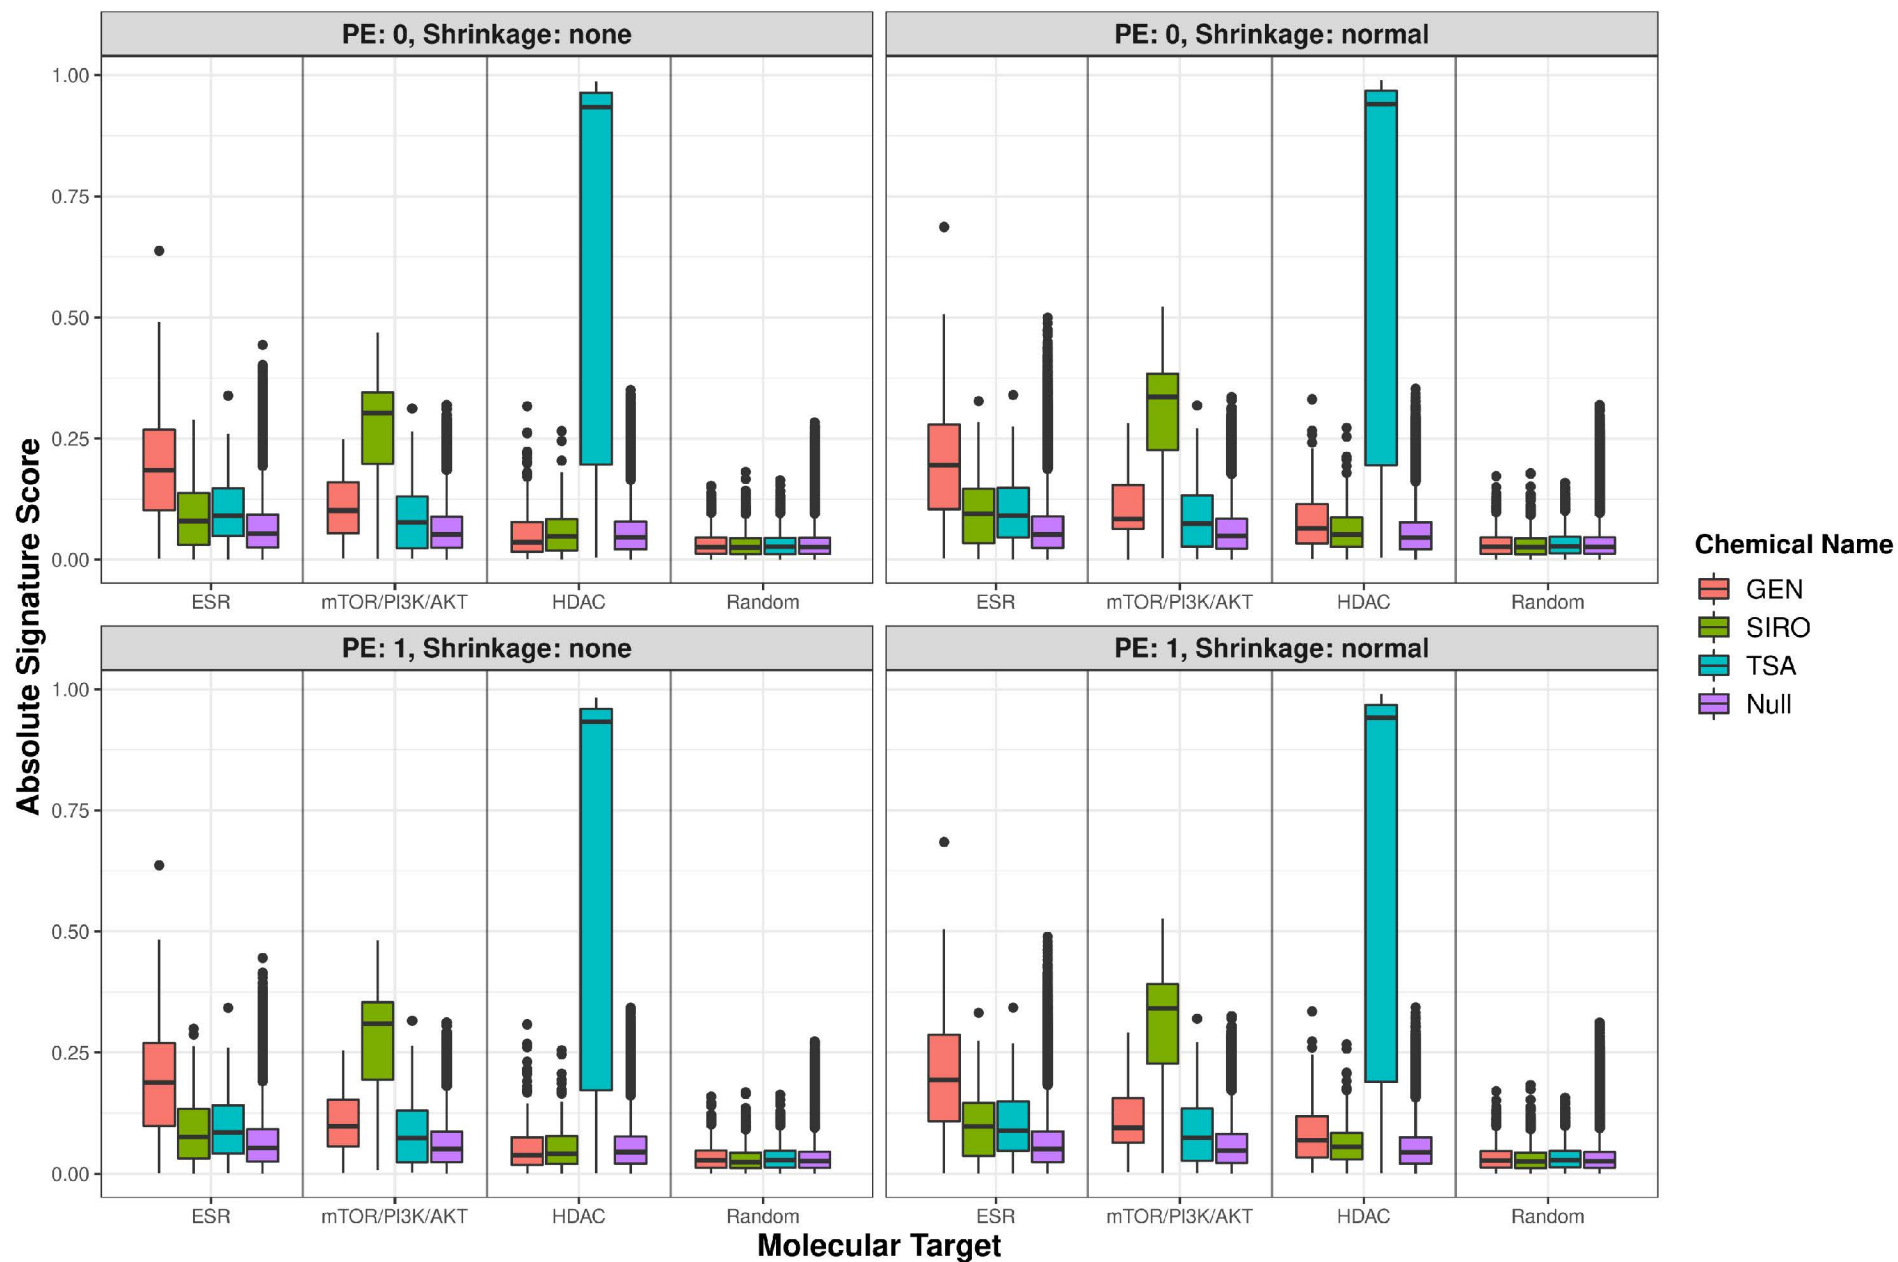 PE: 0, Shrinkage: none
PE: 0, Shrinkage: normal
1.00
0.75
0.50
0.25
0.00
ESR mTOR/PI3K/AKT HDAC Random
ESR mTOR/PI3K/AKT HDAC Random
PE: 1, Shrinkage: none
PE: 1, Shrinkage: normal
1.00
0.75
0.50
0.25
0.00
ESR mTOR/PI3K/AKT HDAC Random
ESR mTOR/PI3K/AKT HDAC Random
Absolute Signature Score
Molecular Target
Chemical Name
GEN
SIRO
TSA
Null